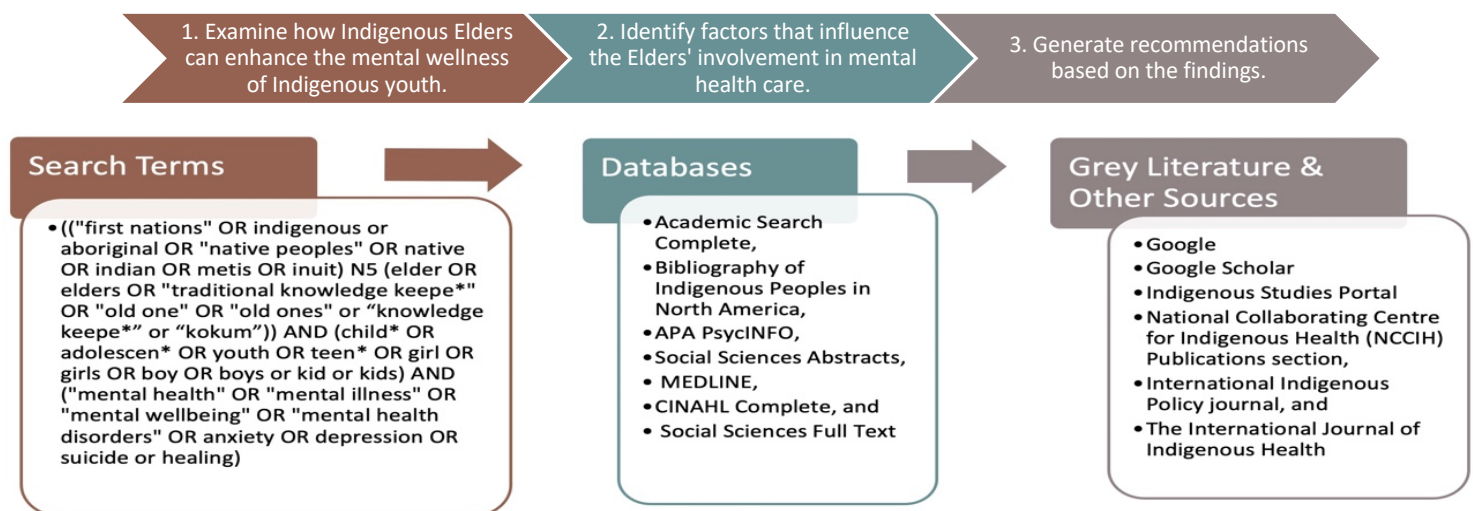 1. Examine how Indigenous Elders
can enhance the mental wellness
of Indigenous youth.
2. Identify factors that influence
the Elders' involvement in mental
health care.
3. Generate recommendations
based on the findings.
Search Terms
•(("first nations" OR indigenous or
aboriginal OR "native peoples" OR native
OR indian OR metis OR inuit) N5 (elder OR
elders OR "traditional knowledge keepe*"
OR "old one" OR "old ones" or “knowledge
keepe*” or “kokum”)) AND (child* OR
adolescen* OR youth OR teen* OR girl OR
girls OR boy OR boys or kid or kids) AND
("mental health" OR "mental illness" OR
"mental wellbeing" OR "mental health
disorders" OR anxiety OR depression OR
suicide or healing)
Databases
•Academic Search
Complete,
•Bibliography of
Indigenous Peoples in
North America,
•APA PsycINFO,
•Social Sciences Abstracts,
• MEDLINE,
•CINAHL Complete, and
• Social Sciences Full Text
Grey Literature &
Other Sources
•Google
•Google Scholar
•Indigenous Studies Portal
•National Collaborating Centre
for Indigenous Health (NCCIH)
Publications section,
•International Indigenous
Policy journal, and
•The International Journal of
Indigenous Health